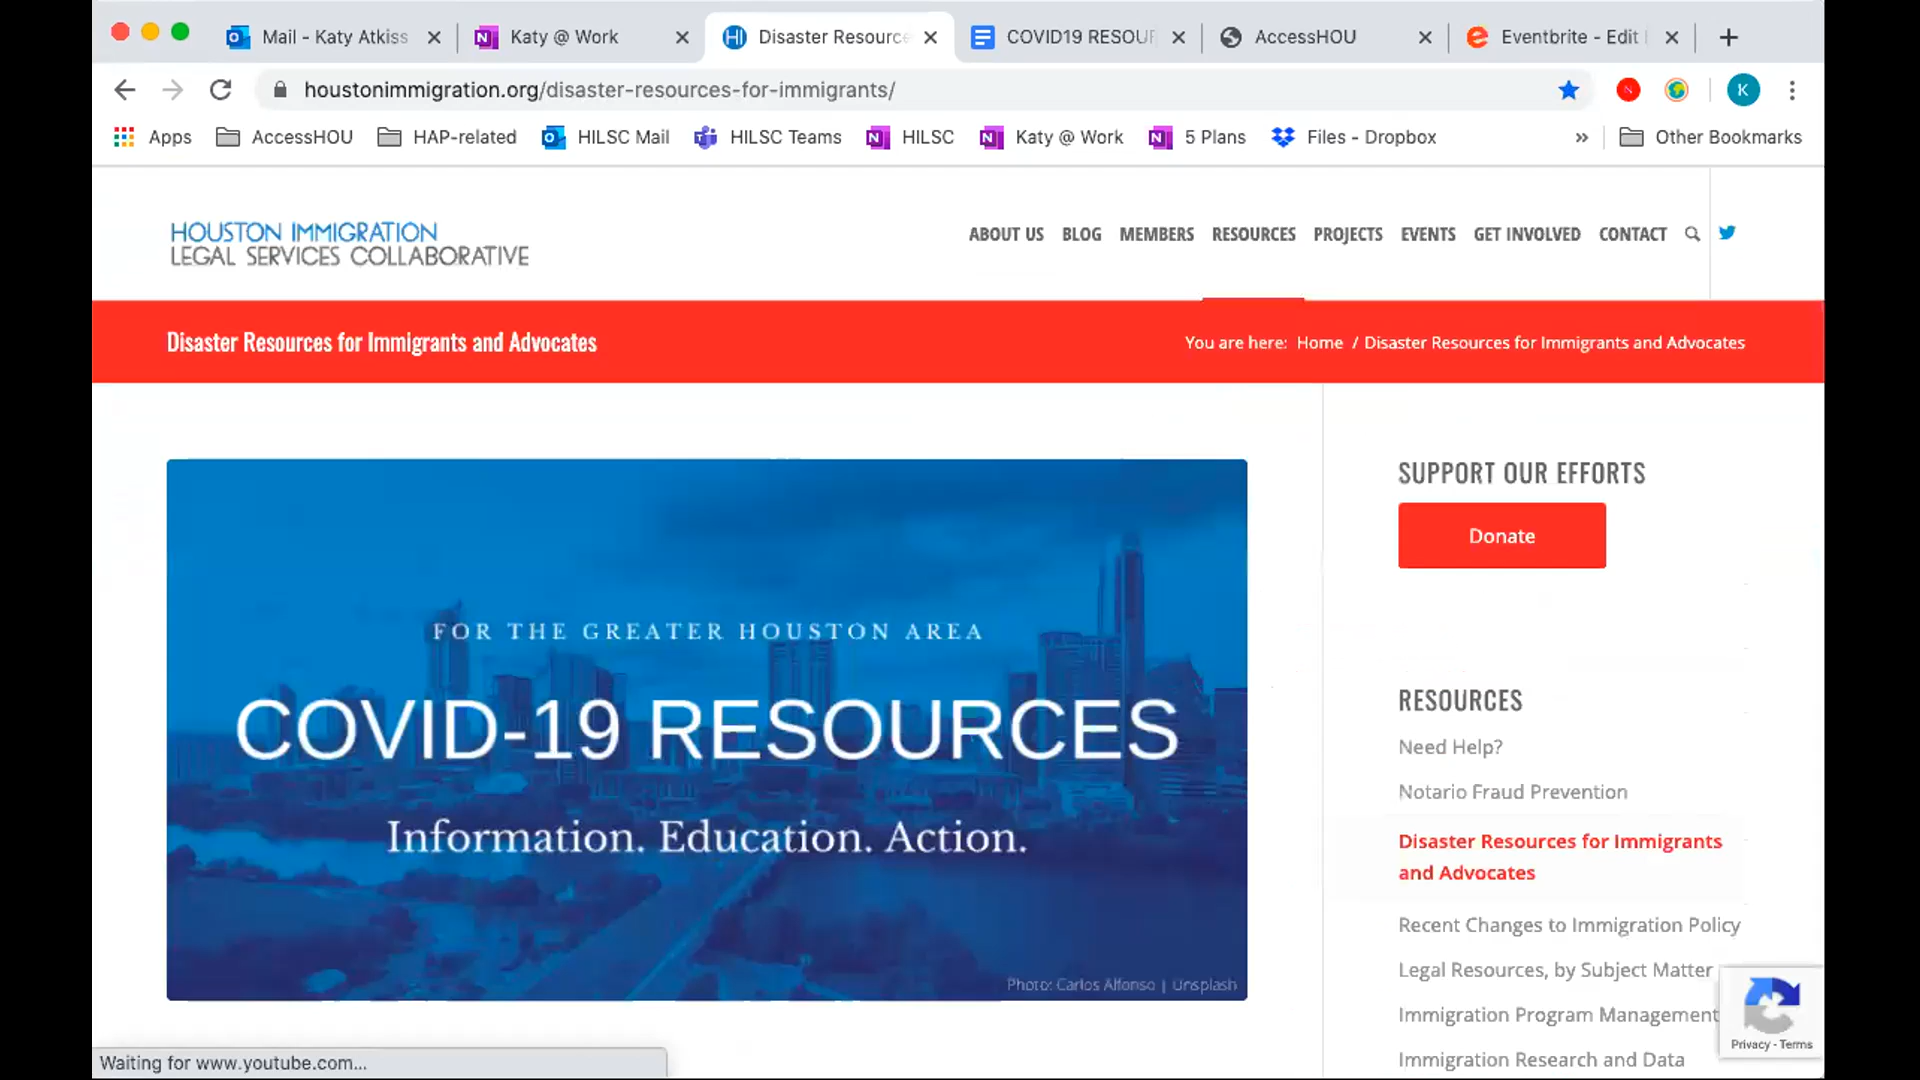 Mail - Katy Atkiss
Katy @ Work
Disaster Resource
COVID19 RESOUR
AccessHOU
Eventbrite - Edit
houstonimmigration.org/disaster-resources-for-immigrants/
K
Apps
AccessHOU
HAP-related
HILSC Mail
HILSC Teams
HILSC
Katy @ Work
5 Plans
Files - Dropbox
»
Other Bookmarks
HOUSTON IMMIGRATION
LEGAL SERVICES COLLABORATIVE
ABOUT US BLOG MEMBERS RESOURCES PROJECTS EVENTS GET INVOLVED CONTACT
Disaster Resources for Immigrants and Advocates
You are here: Home / Disaster Resources for Immigrants and Advocates
FOR THE GREATER HOUSTON AREA
COVID-19 RESOURCES
Information. Education. Action.
Photo: Carlos Alfonso | Unsplash
SUPPORT OUR EFFORTS
Donate
RESOURCES
Need Help?
Notario Fraud Prevention
Disaster Resources for Immigrants
and Advocates
Recent Changes to Immigration Policy
Legal Resources, by Subject Matter
Immigration Program Management
Immigration Research and Data
Privacy - Terms
Waiting for www.youtube.com...